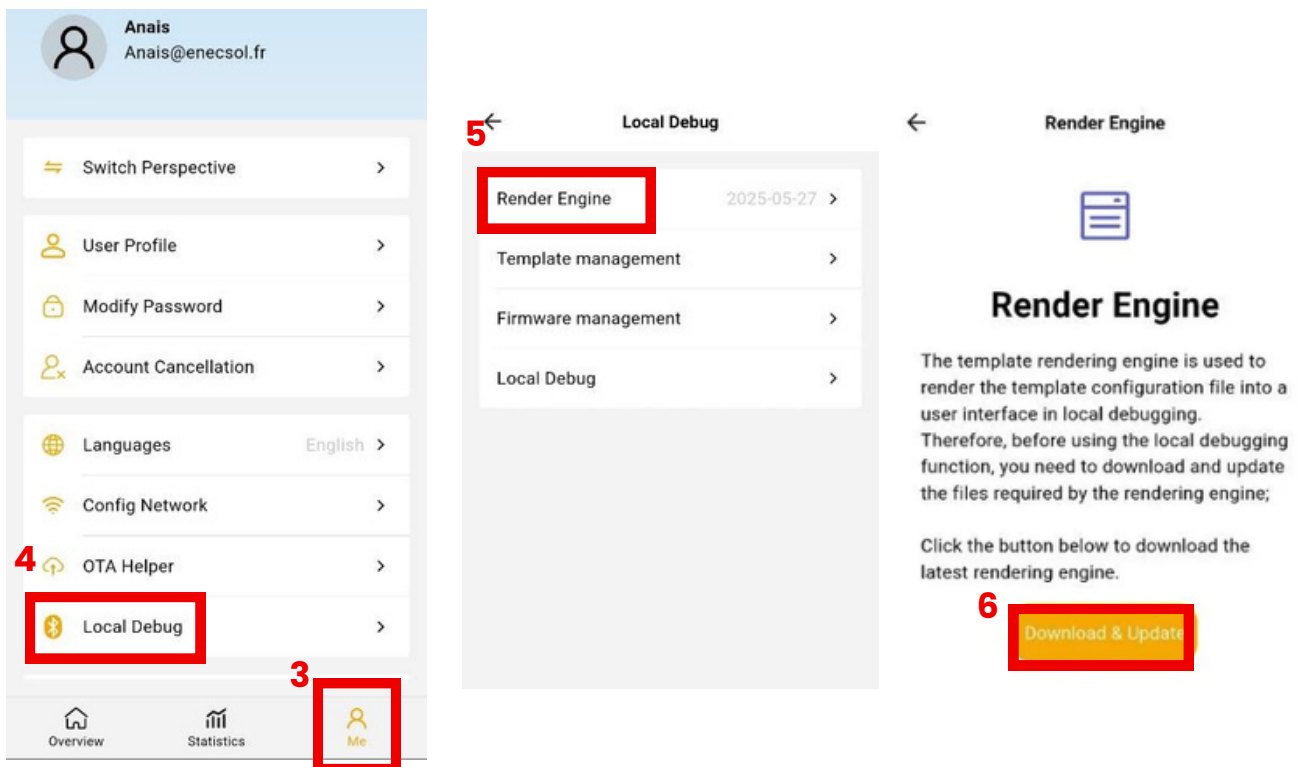 Anais
Anais@enecsol.fr
Switch Perspective
User Profile
Modify Password
Account Cancellation
Languages English
Config Network
4
OTA Helper
Local Debug
3
Overview
Statistics
Me
5
Local Debug
Render Engine 2025-05-27
Template management
Firmware management
Local Debug
Render Engine
Render Engine
The template rendering engine is used to
render the template configuration file into a
user interface in local debugging.
Therefore, before using the local debugging
function, you need to download and update
the files required by the rendering engine;
Click the button below to download the
latest rendering engine.
6
Download & Update